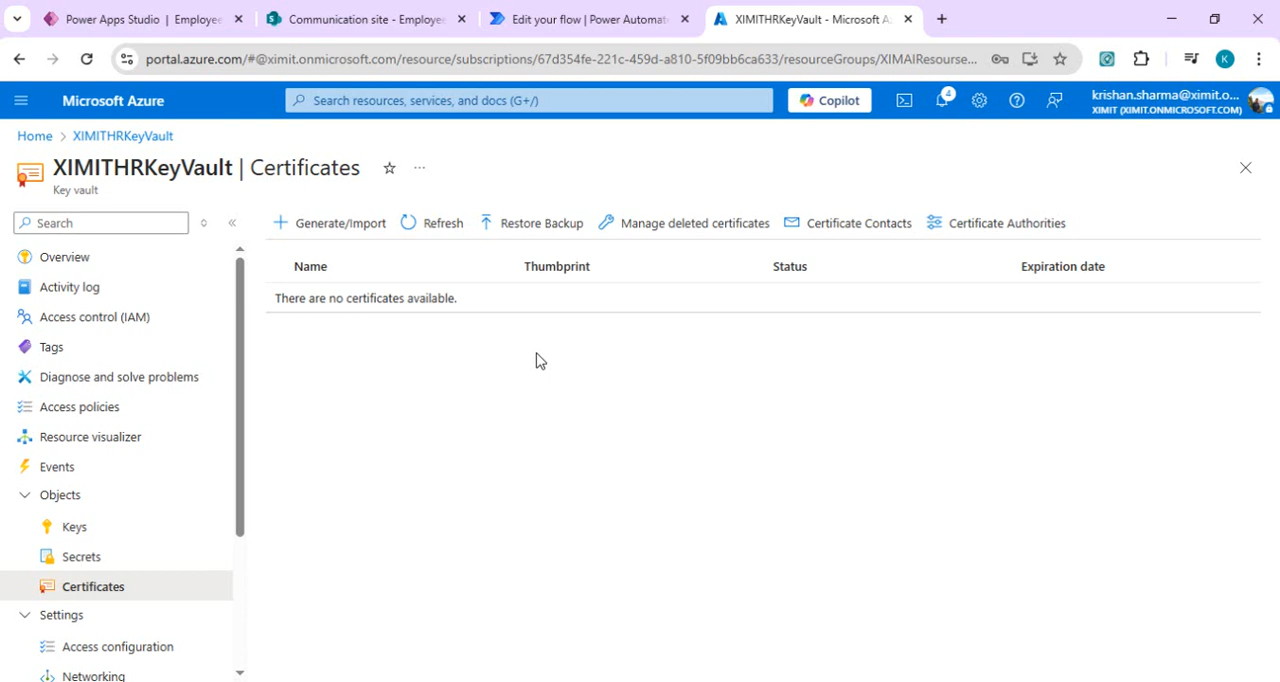 Power Apps Studio | Employee
Communication site - Employee
Edit your flow | Power Automat
XIMITHRKeyVault - Microsoft A
portal.azure.com/#@ximit.onmicrosoft.com/resource/subscriptions/67d354fe-221c-459d-a810-5f09bb6ca633/resourceGroups/XIMAIResourse...
K
Microsoft Azure
Search resources, services, and docs (G+/)
Copilot
4
krishan.sharma@ximit.o...
XIMIT (XIMIT.ONMICROSOFT.COM)
Home > XIMITHRKeyVault
XIMITHRKeyVault | Certificates
Key vault
Search
Generate/Import
Refresh
Restore Backup
Manage deleted certificates
Certificate Contacts
Certificate Authorities
Overview
Activity log
Access control (IAM)
Tags
Diagnose and solve problems
Access policies
Resource visualizer
Events
Objects
Keys
Secrets
Certificates
Settings
Access configuration
Networking
Name
Thumbprint
Status
Expiration date
There are no certificates available.